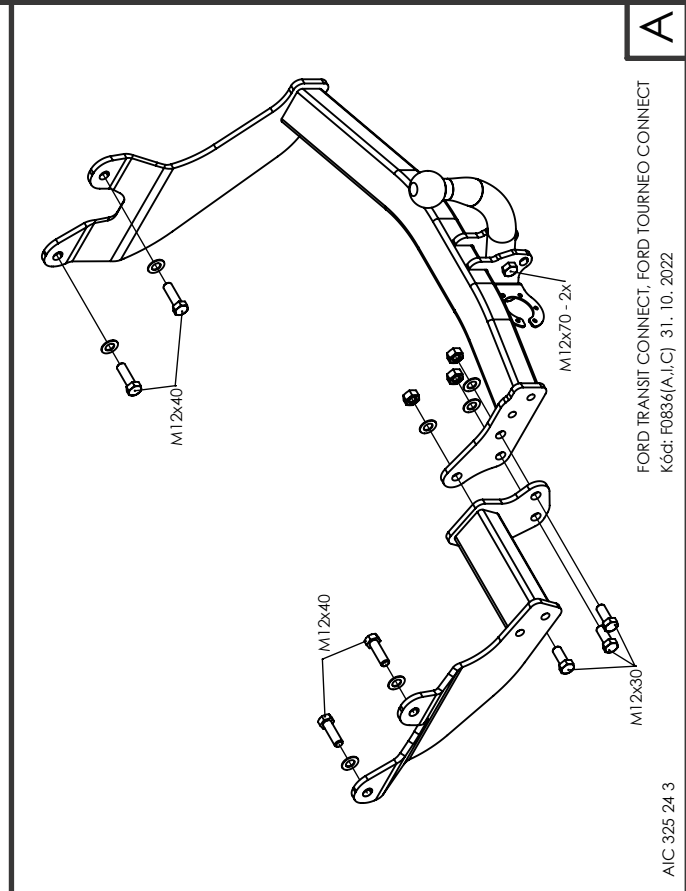 A
M12x40
M12x70 - 2x
M12x40
M12x30
FORD TRANSIT CONNECT, FORD TOURNEO CONNECT
Kód: F0836(A,I,C) 31. 10. 2022
AIC 325 24 3